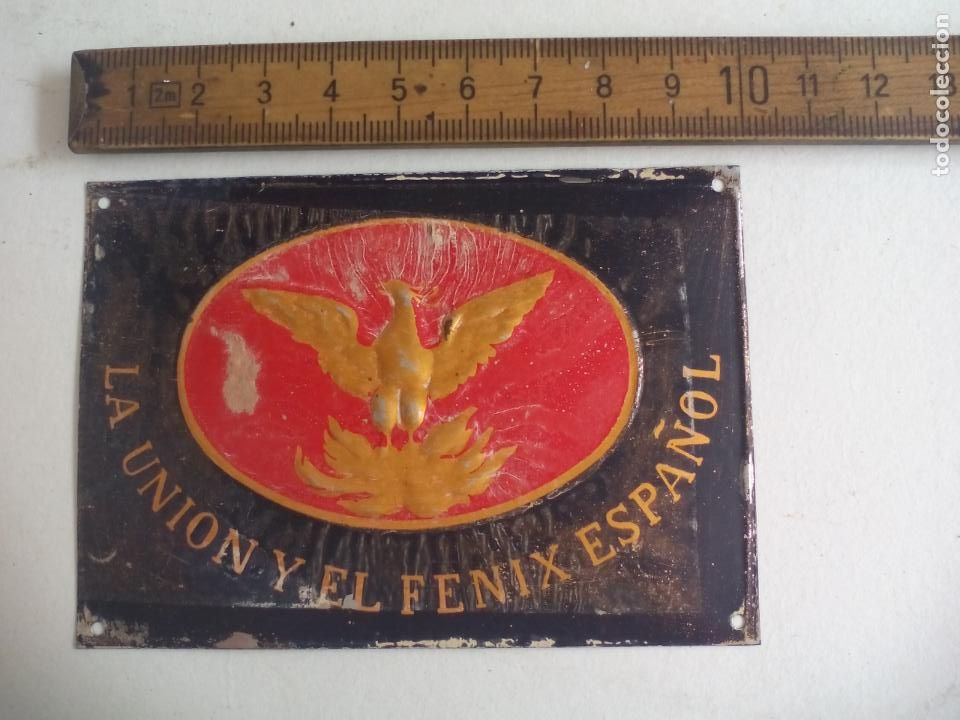 1 2m 2 3 4 5 6 7 8 9 10 11 12 13
LA UNION Y EL FENIX ESPAÑOL
todocoleccion